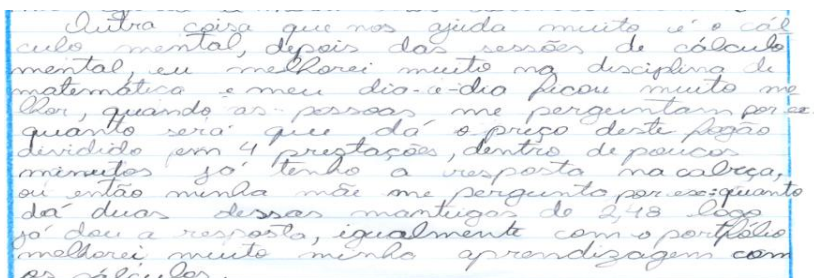 Outra coisa que nos ajuda muito é o cál
culo mental, depois das sessões de cálculo
mental, eu melhorei muito na disciplina de
matemática e meu dia-a-dia ficou muito me
lhor, quando as pessoas me perguntam por ex
quanto será que dá o preço deste fogão
dividido em 4 prestações, dentro de poucos
minutos já tenho a resposta na cabeça,
ou então minha mãe me pergunta por exe: quanto
dá duas dessas mantugas de 2,48 logo
já dou a resposta, igualmente com o portfólio
melhorei muito minha aprendizagem com
os cálculos.